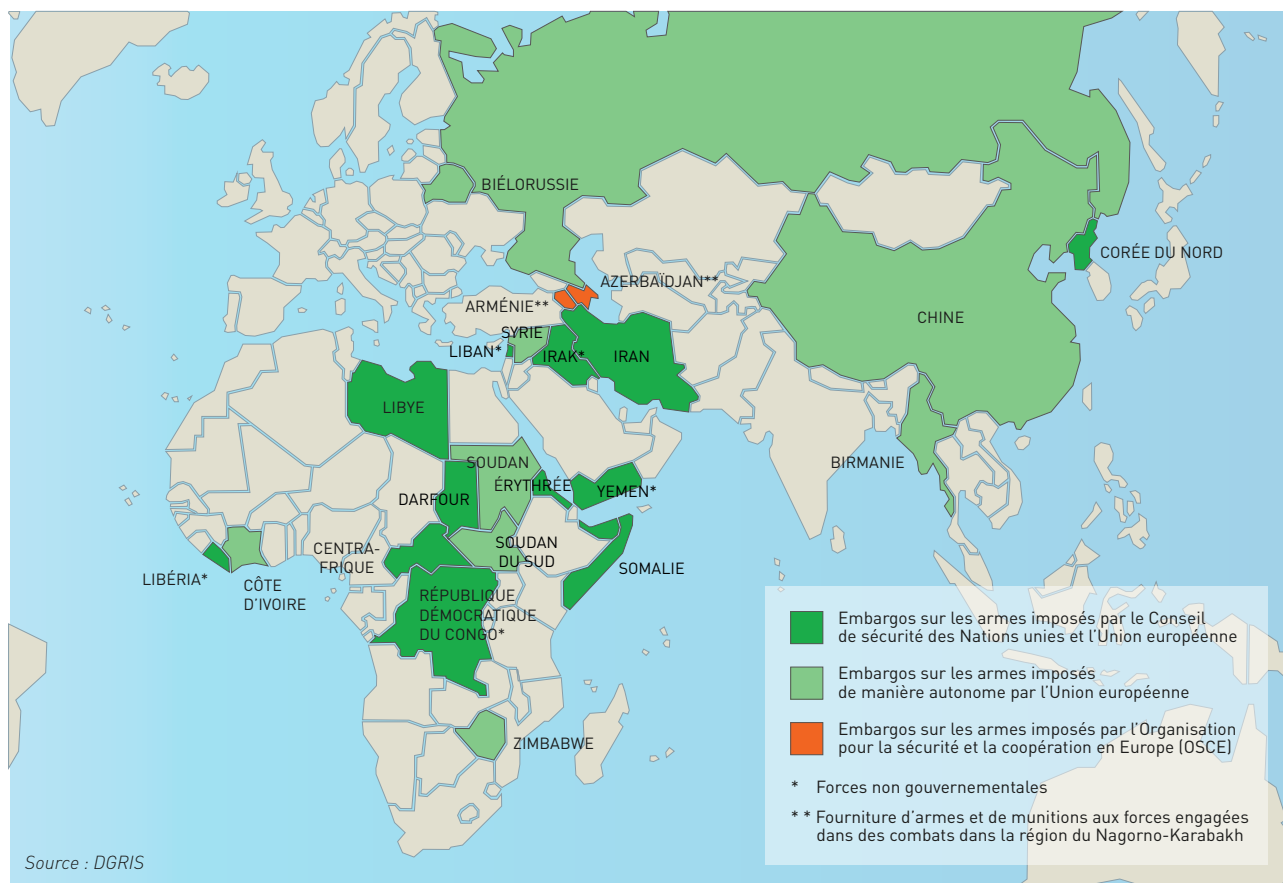 BIÉLORUSSIE
CORÉE DU NORD
AZERBAÏDJAN**
ARMÉNIE**
CHINE
SYRIE
LIBAN*
IRAK*
IRAN
LIBYE
BIRMANIE
SOUDAN
ÉRYTHRÉE
YEMEN*
DARFOUR
CENTRA-
FRIQUE
SOUDAN
DU SUD
SOMALIE
LIBÉRIA*
CÔTE
D'IVOIRE
RÉPUBLIQUE
DÉMOCRATIQUE
DU CONGO*
ZIMBABWE
Embargos sur les armes imposés par le Conseil
de sécurité des Nations unies et l'Union européenne
Embargos sur les armes imposés
de manière autonome par l'Union européenne
Embargos sur les armes imposés par l'Organisation
pour la sécurité et la coopération en Europe (OSCE)
* Forces non gouvernementales
* * Fourniture d'armes et de munitions aux forces engagées
dans des combats dans la région du Nagorno-Karabakh
Source : DGRIS